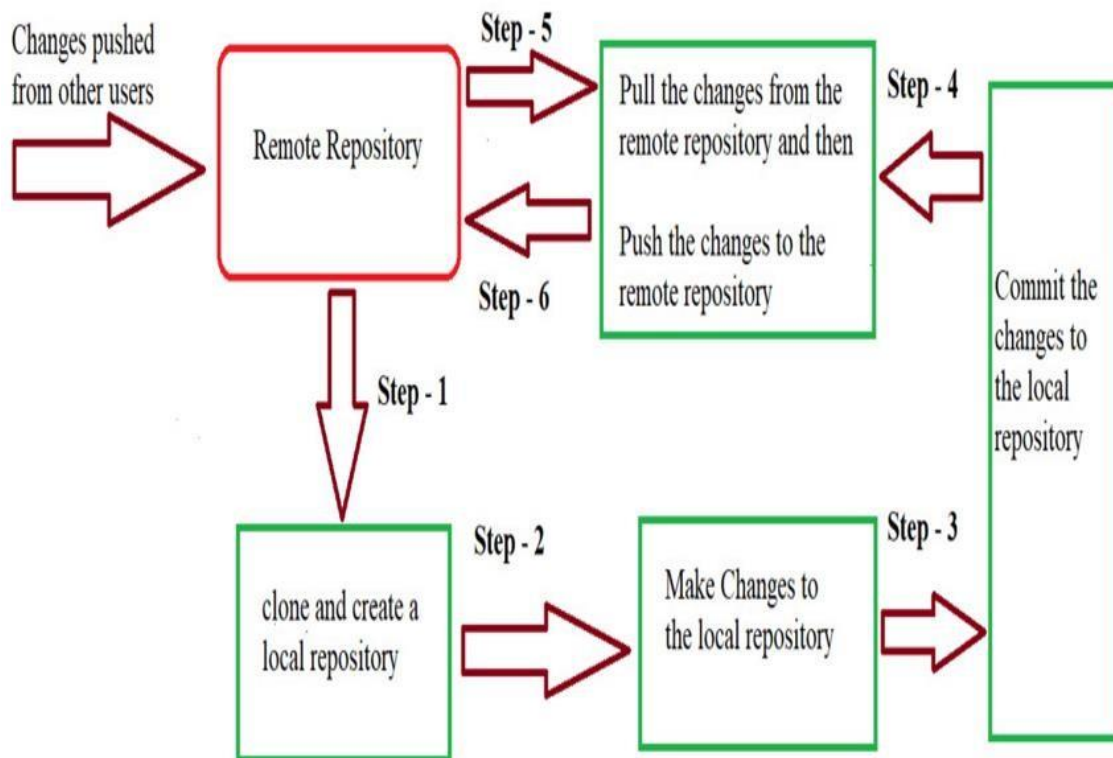 Changes pushed
from other users
Remote Repository
Step - 5
Pull the changes from the
remote repository and then
Push the changes to the
remote repository
Step - 4
Step - 6
Commit the
changes to
the local
repository
Step - 1
clone and create a
local repository
Step - 2
Make Changes to
the local repository
Step - 3